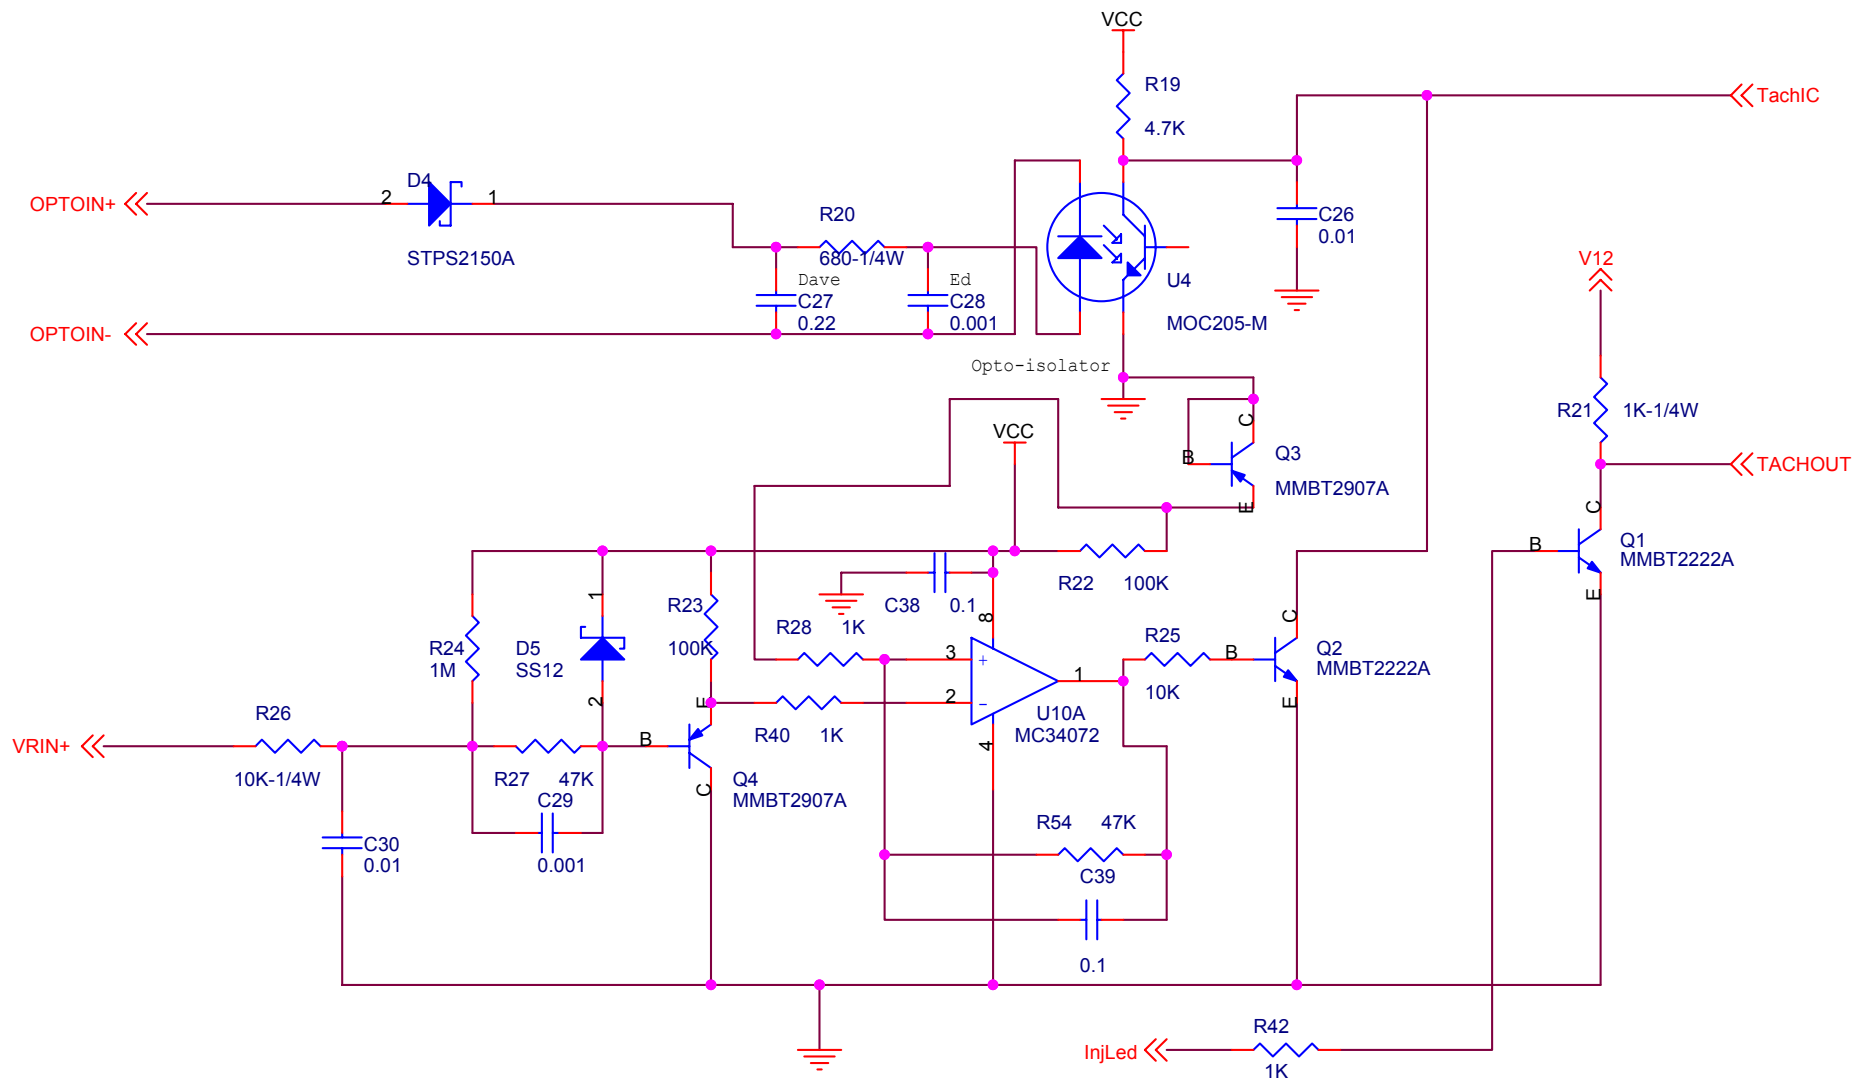 VCC
R19
4.7K
TachIC
D4
2
1
OPTOIN+
STPS2150A
R20
680-1/4W
C26
0.01
Dave
C27
0.22
Ed
C28
0.001
U4
MOC205-M
V12
OPTOIN-
Opto-isolator
R21
1K-1/4W
VCC
C
B
Q3
MMBT2907A
E
TACHOUT
C
B
Q1
MMBT2222A
E
R22
100K
C38
0.1
1
R23
100K
R28
1K
8
R24
1M
D5
SS12
3
+
2
-
1
U10A
MC34072
4
R25
10K
C
B
Q2
MMBT2222A
E
2
E
R40
1K
VRIN+
R26
10K-1/4W
R27
47K
B
Q4
MMBT2907A
C
C29
0.001
C30
0.01
R54
47K
C39
0.1
InjLed
R42
1K